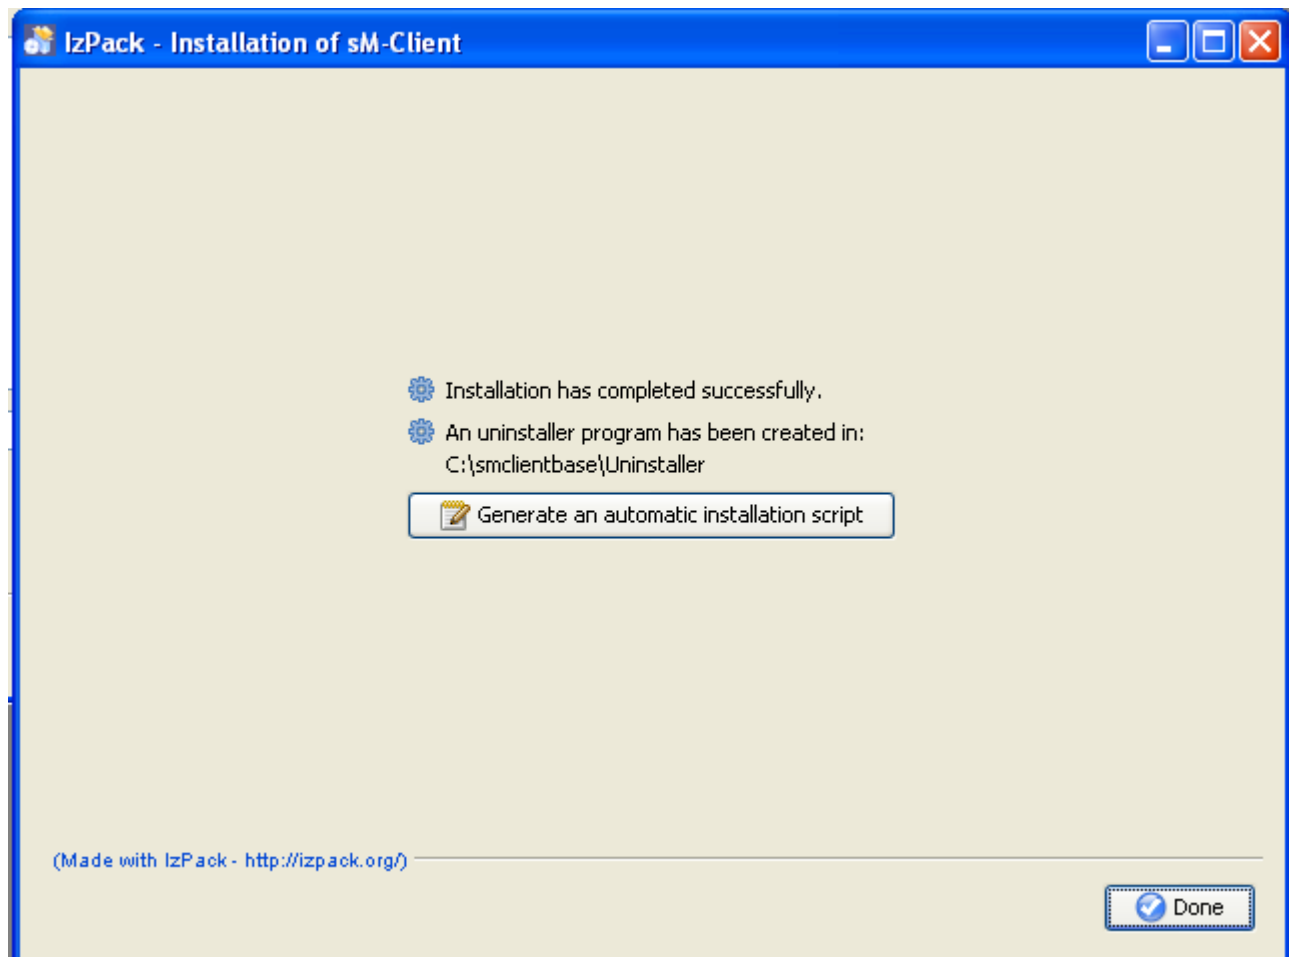 IzPack - Installation of sM-Client
Installation has completed successfully.
An uninstaller program has been created in:
C:\smclientbase\Uninstaller
Generate an automatic installation script
(Made with IzPack - http://izpack.org/)
Done